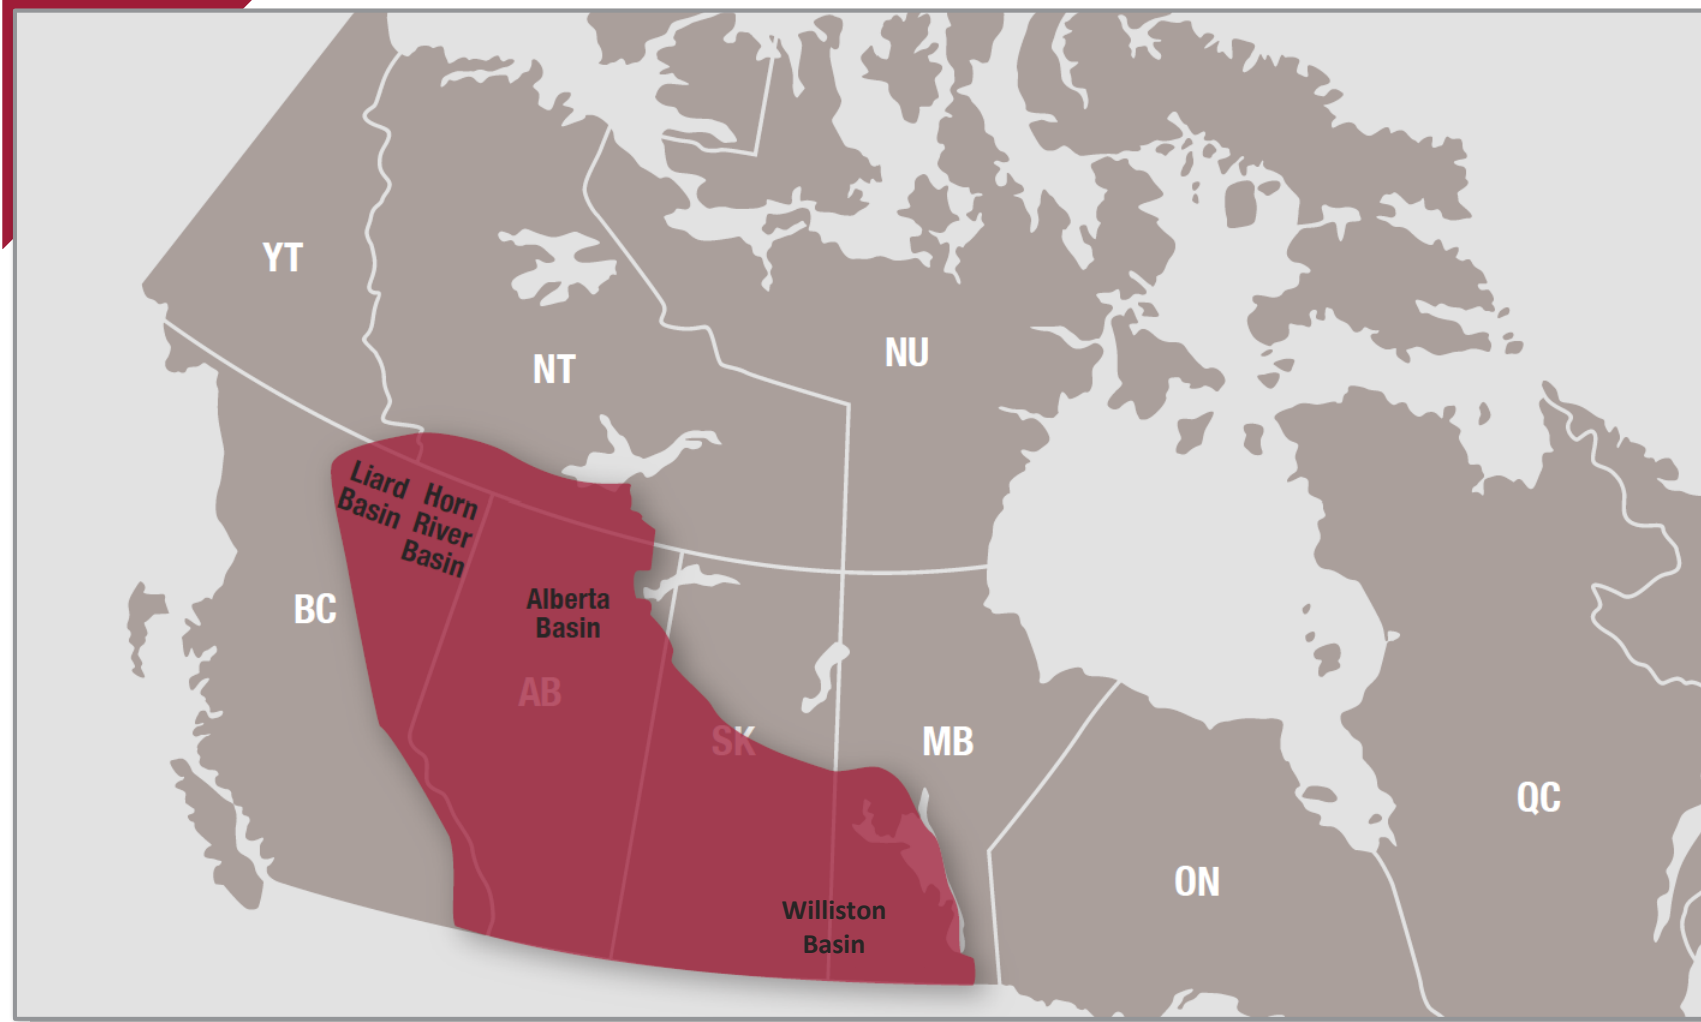 YT
NT
NU
Liard
Basin
Horn
River
Basin
BC
Alberta
Basin
AB
SK
MB
QC
ON
Williston
Basin